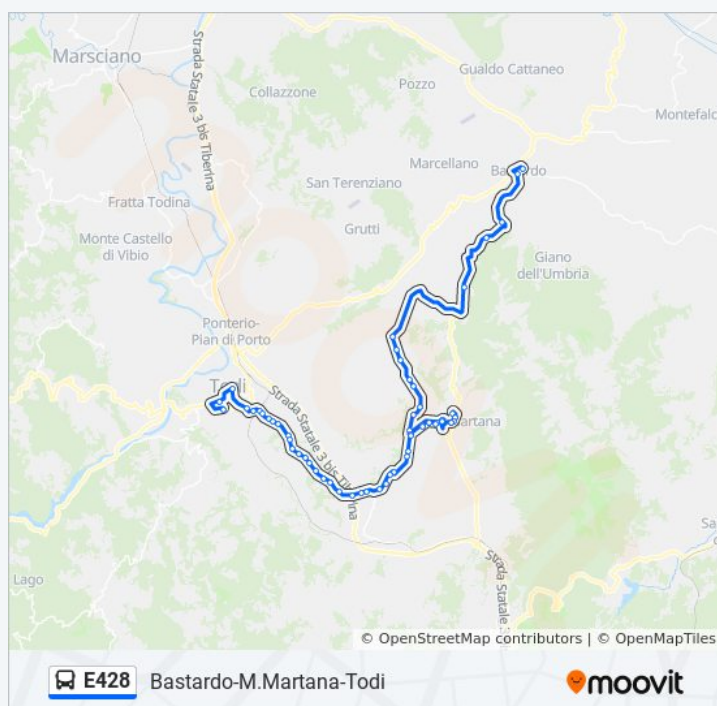 Marsciano
Strada Statale 3 bis Tiberina
Gualdo Cattaneo
Pozzo
Collazzone
Montefalc
Marcellano
Bastardo
San Terenziano
Fratta Todina
Grutti
Monte Castello
di Vibio
Giano
dell'Umbria
Ponterio-
Pian di Porto
Todi
Strada Statale 3 bis Tiberina
artana
Sa
Lago
Strada Statale
© OpenStreetMap contributors | © OpenMapTiles
E428 Bastardo-M.Martana-Todi
moovit